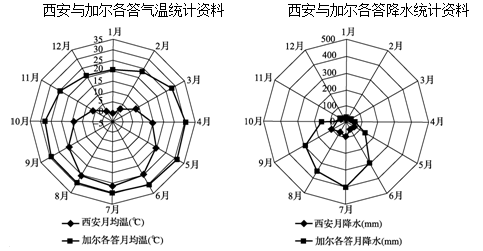 西安与加尔各答气温统计资料
1月
2月
3月
4月
5月
6月
7月
8月
9月
10月
11月
12月
35
30
25
20
15
10
5
0
西安月均温(℃)
加尔各答月均温(℃)
西安与加尔各答降水统计资料
1月
2月
3月
4月
5月
6月
7月
8月
9月
10月
11月
12月
500
400
300
200
100
西安月降水(mm)
加尔各答月降水(mm)